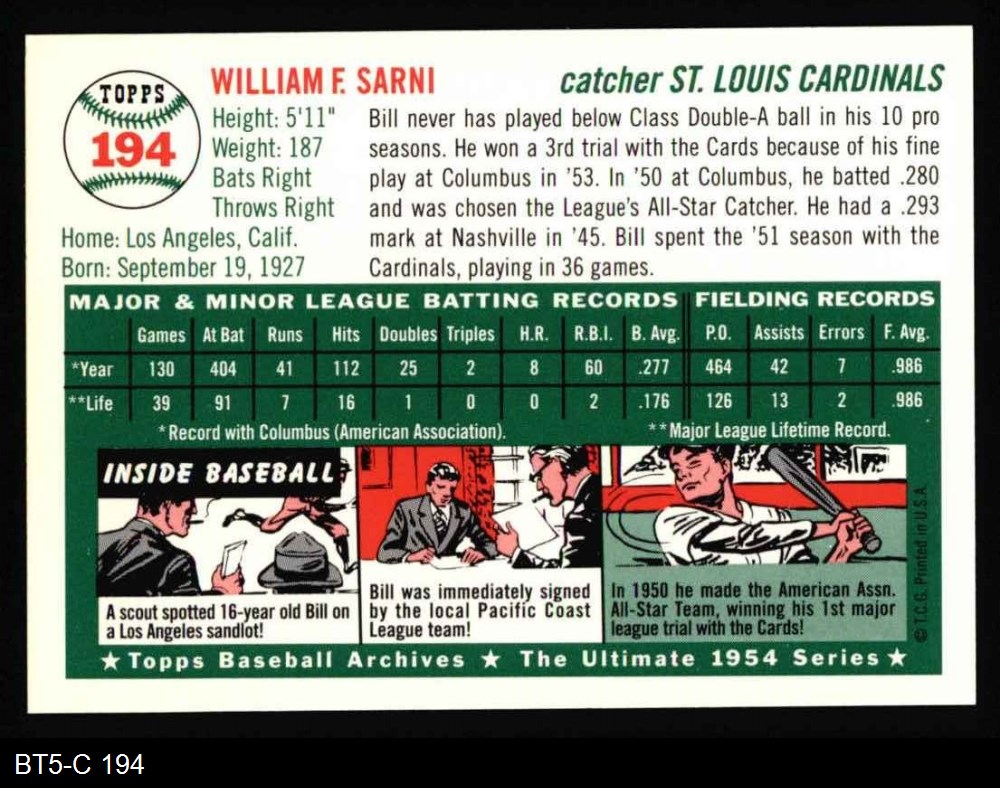 TOPPS
194
WILLIAM F. SARNI
catcher ST. LOUIS CARDINALS
Height: 5'11"
Weight: 187
Bats Right
Throws Right
Home: Los Angeles, Calif.
Born: September 19, 1927
Bill never has played below Class Double-A ball in his 10 pro
seasons. He won a 3rd trial with the Cards because of his fine
play at Columbus in '53. In '50 at Columbus, he batted .280
and was chosen the League's All-Star Catcher. He had a .293
mark at Nashville in '45. Bill spent the '51 season with the
Cardinals, playing in 36 games.
MAJOR & MINOR LEAGUE BATTING RECORDS FIELDING RECORDS
Games At Bat Runs Hits Doubles Triples H.R. R.B.I. B. Avg. P.O. Assists Errors F. Avg.
*Year 130 404 41 112 25 2 8 60 .277 464 42 7 .986
**Life 39 91 7 16 1 0 0 2 .176 126 13 2 .986
*Record with Columbus (American Association). **Major League Lifetime Record.
INSIDE BASEBALL
A scout spotted 16-year old Bill on
a Los Angeles sandlot!
Bill was immediately signed
by the local Pacific Coast
League team!
In 1950 he made the American Assn.
All-Star Team, winning his 1st major
league trial with the Cards!
© T.C.G. Printed in U.S.A.
★ Topps Baseball Archives ★ The Ultimate 1954 Series ★
BT5-C 194